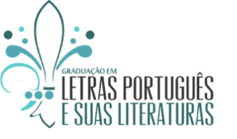 GRADUAÇÃO EM
LETRAS PORTUGUÊS
E SUAS LITERATURAS